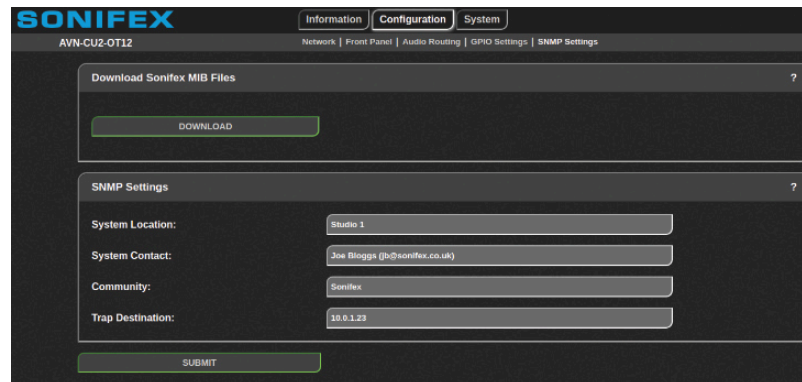 SONIFEX
Information Configuration System
AVN-CU2-OT12
Network | Front Panel | Audio Routing | GPIO Settings | SNMP Settings
Download Sonifex MIB Files ?
DOWNLOAD
SNMP Settings ?
System Location: Studio 1
System Contact: Joe Bloggs (jb@sonifex.co.uk)
Community: Sonifex
Trap Destination: 10.0.1.23
SUBMIT